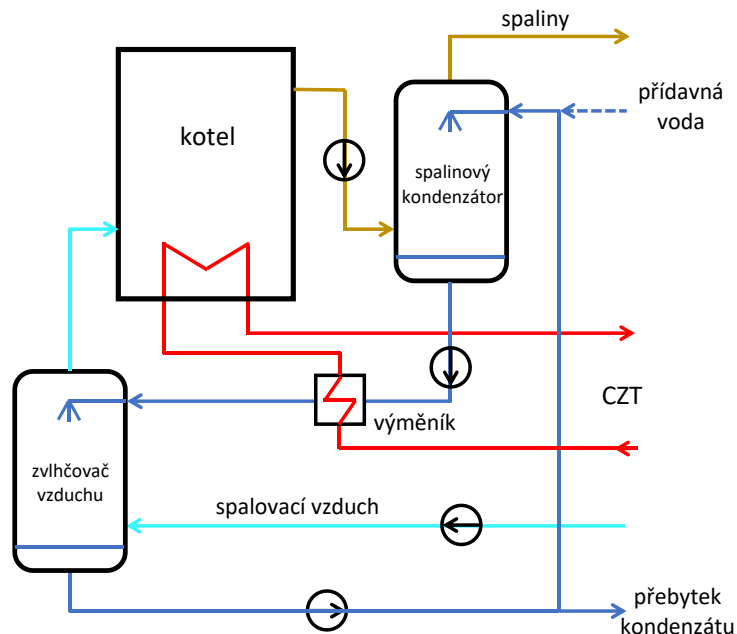 spaliny
přídavná
voda
kotel
spalinový
kondenzátor
CZT
výměník
zvlhčovač
vzduchu
spalovací vzduch
přebytek
kondenzátu